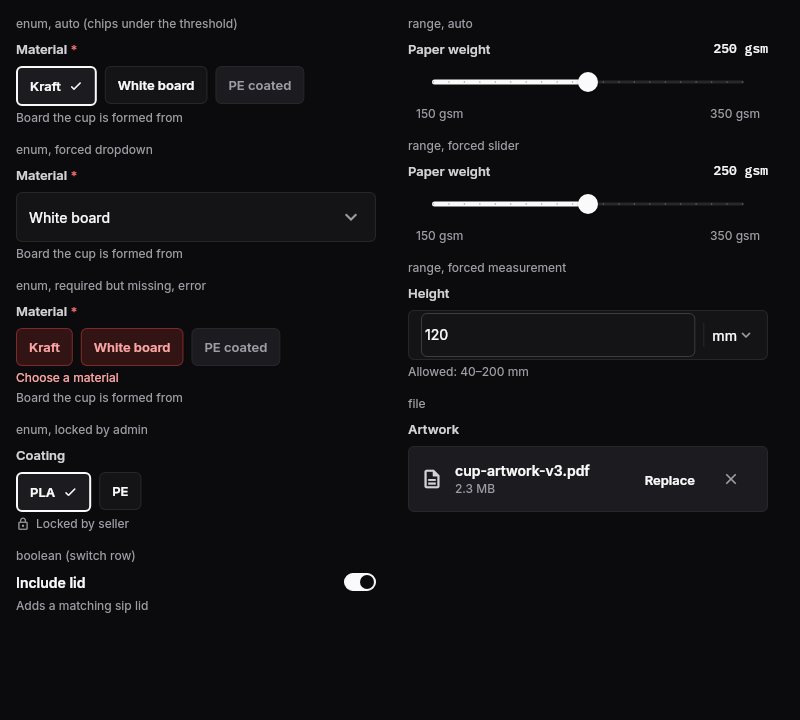 enum, auto (chips under the threshold)
Material *
Kraft
White board
PE coated
Board the cup is formed from
enum, forced dropdown
Material *
White board
Board the cup is formed from
enum, required but missing, error
Material *
Kraft
White board
PE coated
Choose a material
Board the cup is formed from
enum, locked by admin
Coating
PLA
PE
Locked by seller
boolean (switch row)
Include lid
Adds a matching sip lid
range, auto
Paper weight
250 gsm
150 gsm
350 gsm
range, forced slider
Paper weight
250 gsm
150 gsm
350 gsm
range, forced measurement
Height
120
mm
Allowed: 40–200 mm
file
Artwork
cup-artwork-v3.pdf
2.3 MB
Replace